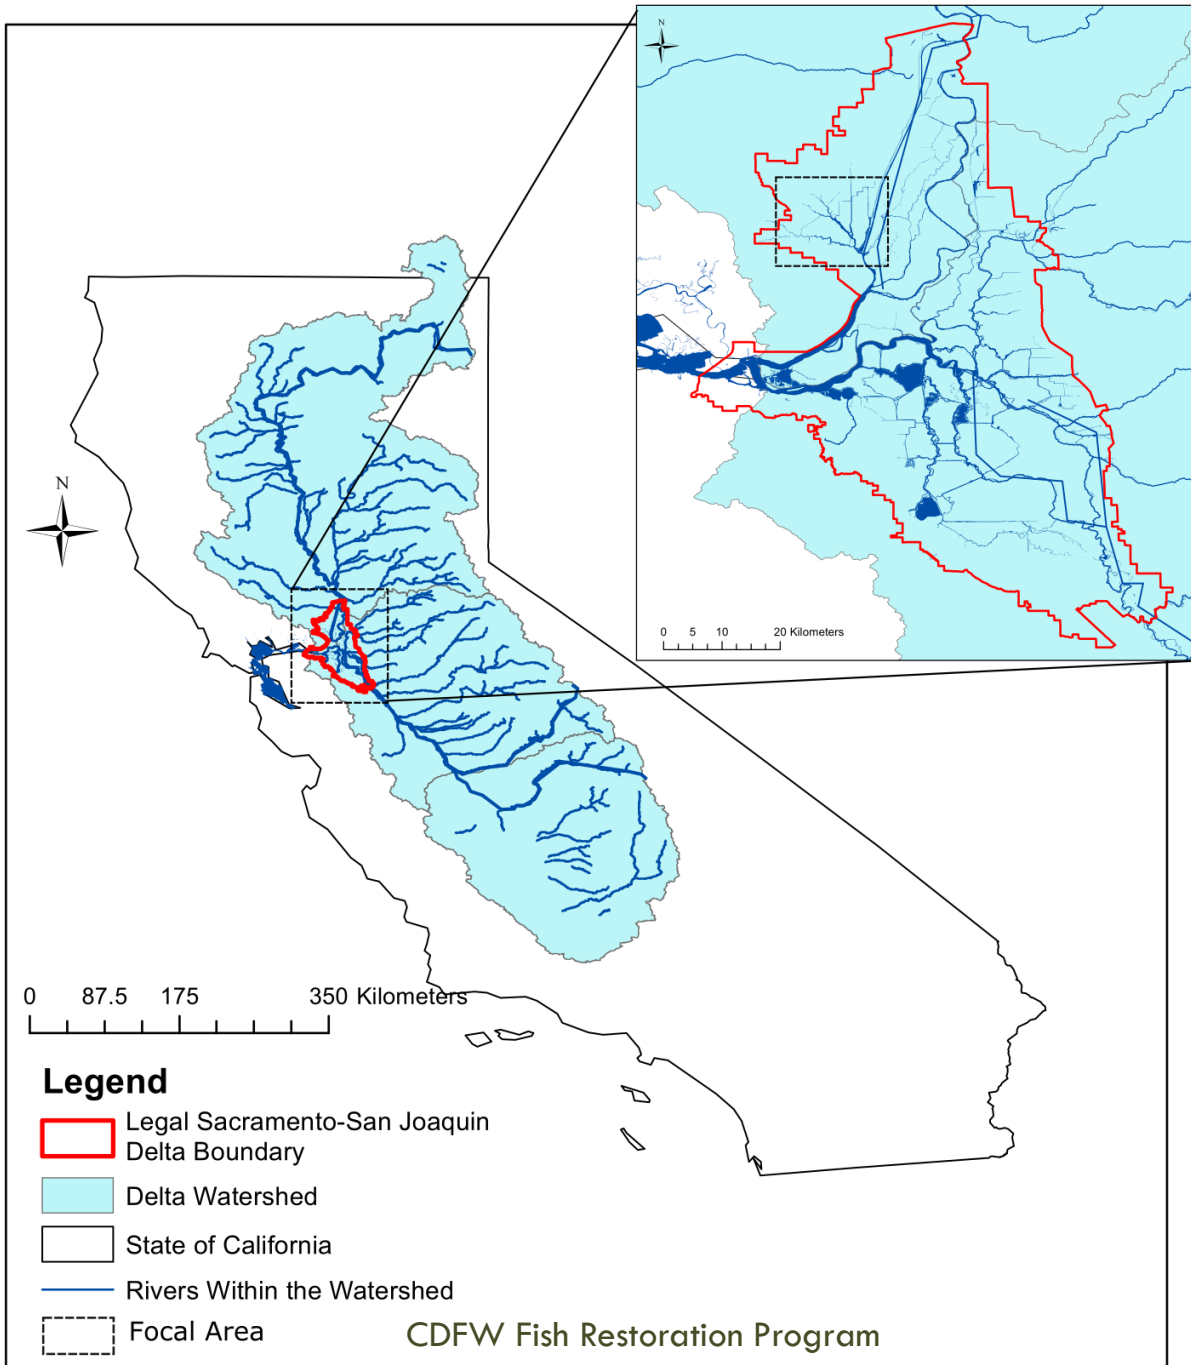 N
0 5 10 20 Kilometers
N
0 87.5 175 350 Kilometers
Legend
Legal Sacramento-San Joaquin
Delta Boundary
Delta Watershed
State of California
Rivers Within the Watershed
Focal Area
CDFW Fish Restoration Program